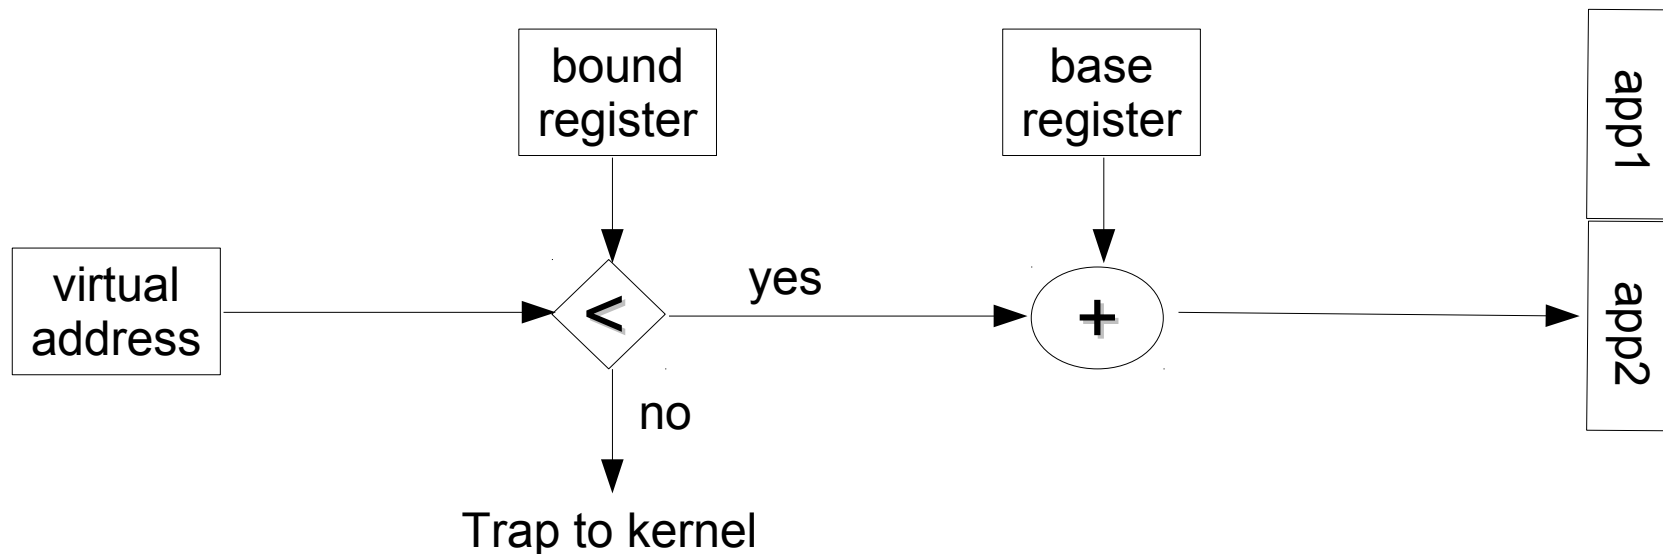 bound
register
base
register
app1
virtual
address
<
yes
+
app2
no
Trap to kernel